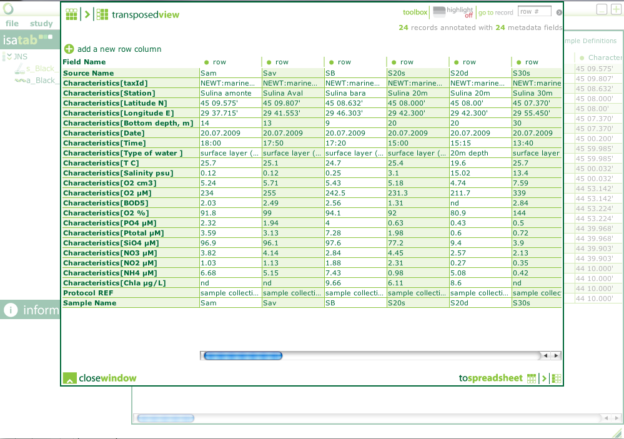 transposedview
toolbox highlight off go to record row #
24 records annotated with 24 metadata fields
file study
isatab
add a new row column
Field Name row row row row row row
Source Name Sam Sav SB S20s S20d S30s
Characteristics[taxId] NEWT:marine... NEWT:marine... NEWT:marine... NEWT:marine... NEWT:marine... NEWT:marine
Characteristics[Station] Sulina amonte Sulina Aval Sulina bara Sulina 20m Sulina 20m Sulina 30m
Characteristics[Latitude N] 45 09.575' 45 09.807' 45 08.632' 45 08.000' 45 08.00' 45 07.370'
Characteristics[Longitude E] 29 37.715' 29 41.553' 29 46.303' 29 42.300' 29 42.300' 29 55.450'
Characteristics[Bottom depth, m] 14 13 9 20 20 30
Characteristics[Date] 20.07.2009 20.07.2009 20.07.2009 20.07.2009 20.07.2009 20.07.2009
Characteristics[Time] 18:00 17:50 17:20 15:00 15:15 13:40
Characteristics[Type of water ] surface layer (... surface layer (... surface layer (... surface layer (... 20m depth surface layer
Characteristics[T C] 25.7 25.1 24.7 25.4 19.6 25.7
Characteristics[Salinity psu] 0.12 0.12 0.25 3.1 15.02 13.4
Characteristics[O2 cm3] 5.24 5.71 5.43 5.18 4.74 7.59
Characteristics[O2 µM] 234 255 242.5 231.3 211.7 339
Characteristics[BOD5] 2.03 2.49 2.56 1.31 nd 2.84
Characteristics[O2 %] 91.8 99 94.1 92 80.9 144
Characteristics[PO4 µM] 2.32 1.94 4 0.63 0.43 0.5
Characteristics[Ptotal µM] 3.59 3.13 7.28 1.98 0.6 0.72
Characteristics[SiO4 µM] 96.9 96.1 97.6 77.2 9.4 3.9
Characteristics[NO3 µM] 3.82 4.14 2.84 4.45 2.57 2.13
Characteristics[NO2 µM] 1.03 1.13 1.88 2.31 0.27 0.35
Characteristics[NH4 µM] 6.68 5.15 7.43 0.98 5.08 0.42
Characteristics[Chla µg/L] nd nd 9.66 6.11 8.6 nd
Protocol REF sample collecti... sample collecti... sample collecti... sample collecti... sample collecti... sample collec
Sample Name Sam Sav SB S20s S20d S30s
closewindow tospreadsheet
inform
mple Definitions
Character
45 09.575'
45 09.807'
45 08.632'
45 08.000'
45 08.00'
45 07.370'
45 07.370'
45 00.200'
44 59.985'
44 59.985'
45 00.032'
45 00.032'
44 53.142'
44 53.142'
44 53.224'
44 53.224'
44 39.968'
44 39.968'
44 39.903'
44 39.903'
44 10.000'
44 10.000'
44 10.000'
44 10.000'